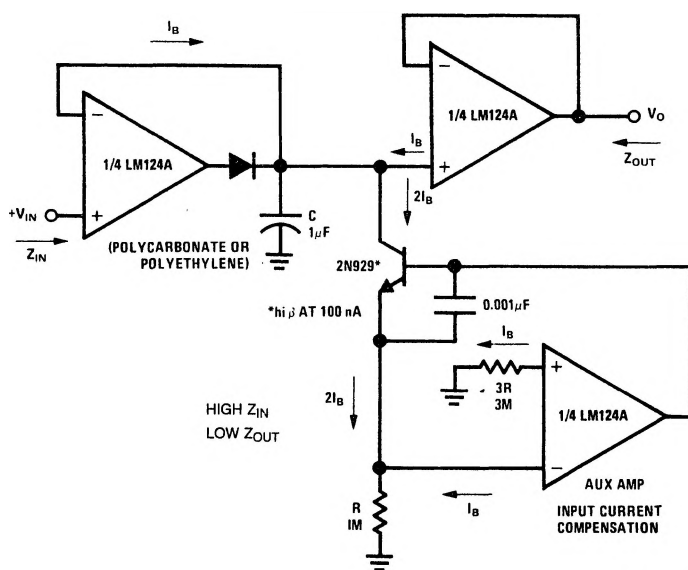 I_B
−
1/4 LM124A
+
+V_IN
Z_IN
C
1μF
(POLYCARBONATE OR
POLYETHYLENE)
−
1/4 LM124A
+
V_O
Z_OUT
I_B
2I_B
2N929*
*hi β AT 100 nA
0.001μF
I_B
3R
3M
+
1/4 LM124A
−
2I_B
HIGH Z_IN
LOW Z_OUT
I_B
R
1M
AUX AMP
INPUT CURRENT
COMPENSATION